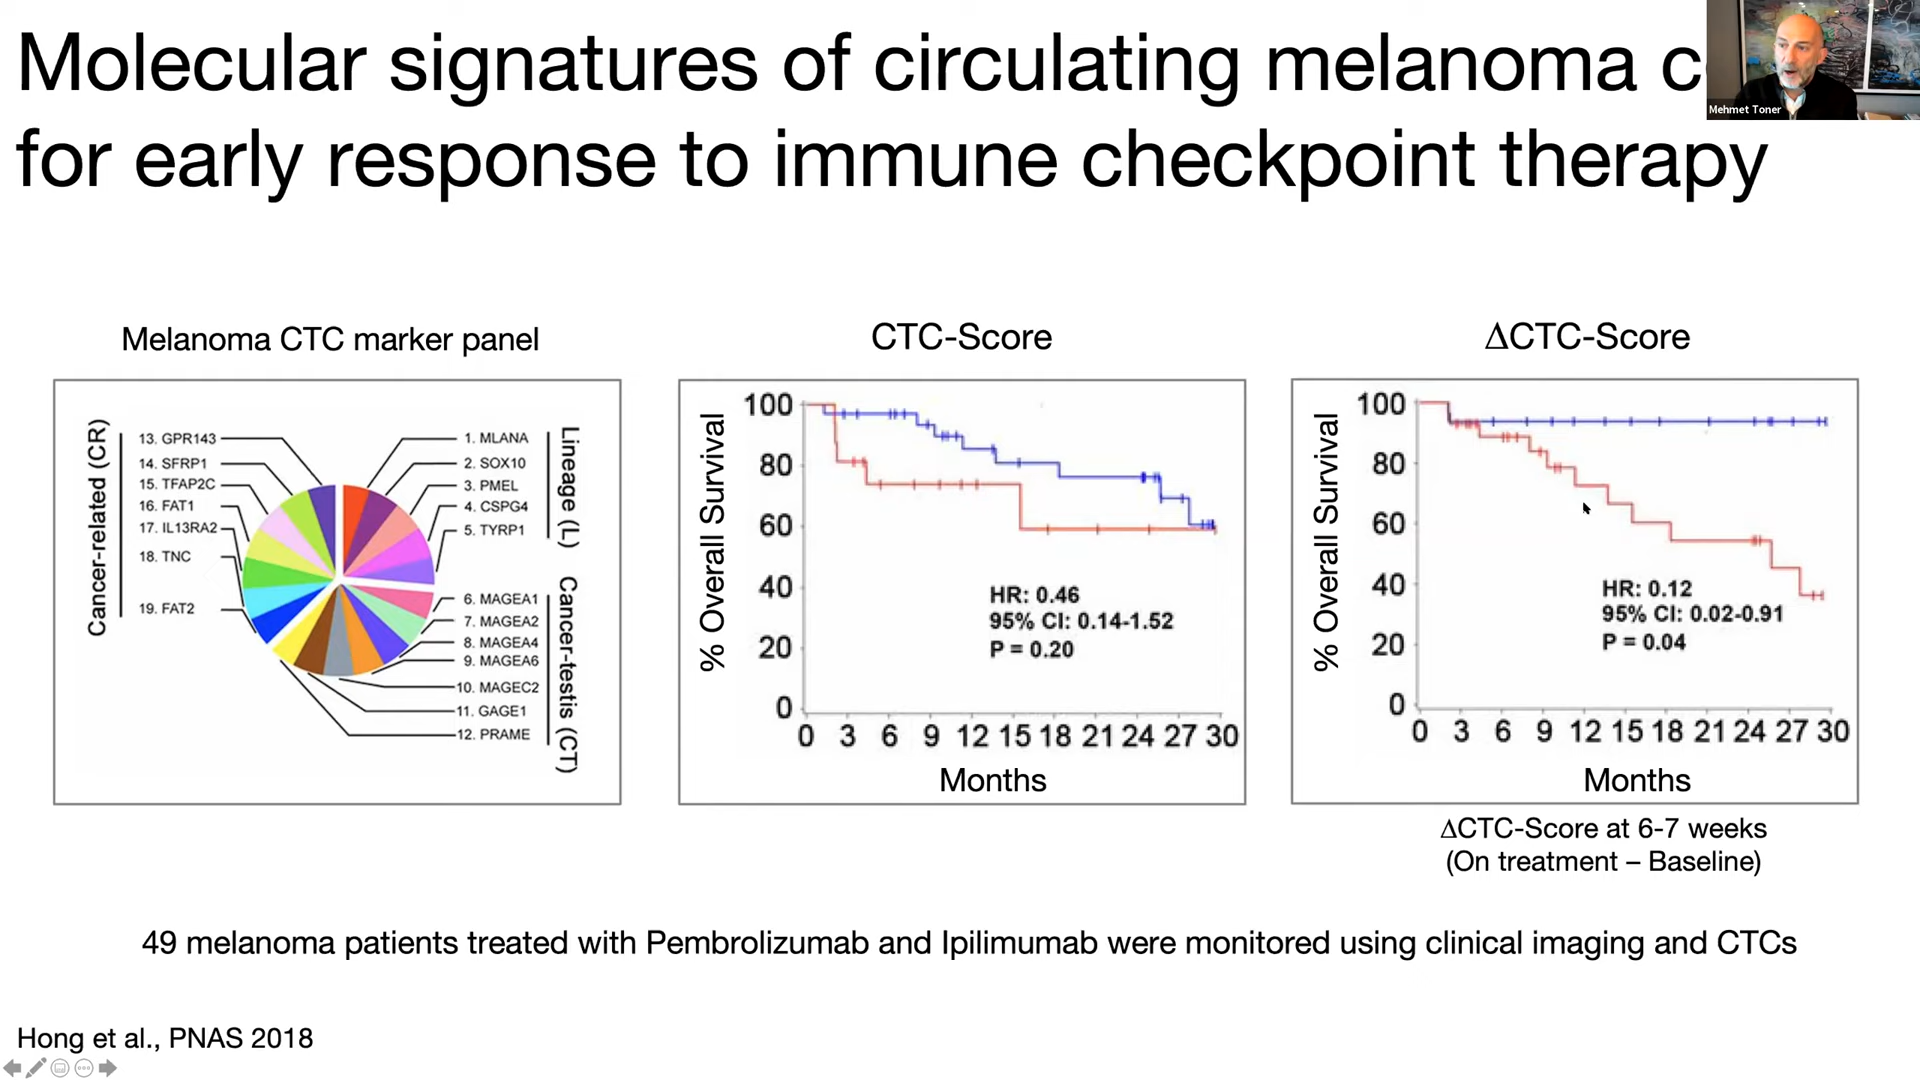 Molecular signatures of circulating melanoma c
for early response to immune checkpoint therapy
Mehmet Toner
Melanoma CTC marker panel
Cancer-related (CR)
13. GPR143
14. SFRP1
15. TFAP2C
16. FAT1
17. IL13RA2
18. TNC
19. FAT2
1. MLANA
2. SOX10
3. PMEL
4. CSPG4
5. TYRP1
Lineage (L)
6. MAGEA1
7. MAGEA2
8. MAGEA4
9. MAGEA6
10. MAGEC2
11. GAGE1
12. PRAME
Cancer-testis (CT)
CTC-Score
% Overall Survival
100
80
60
40
20
0
HR: 0.46
95% CI: 0.14-1.52
P = 0.20
0 3 6 9 12 15 18 21 24 27 30
Months
ΔCTC-Score
% Overall Survival
100
80
60
40
20
0
HR: 0.12
95% CI: 0.02-0.91
P = 0.04
0 3 6 9 12 15 18 21 24 27 30
Months
ΔCTC-Score at 6-7 weeks
(On treatment – Baseline)
49 melanoma patients treated with Pembrolizumab and Ipilimumab were monitored using clinical imaging and CTCs
Hong et al., PNAS 2018